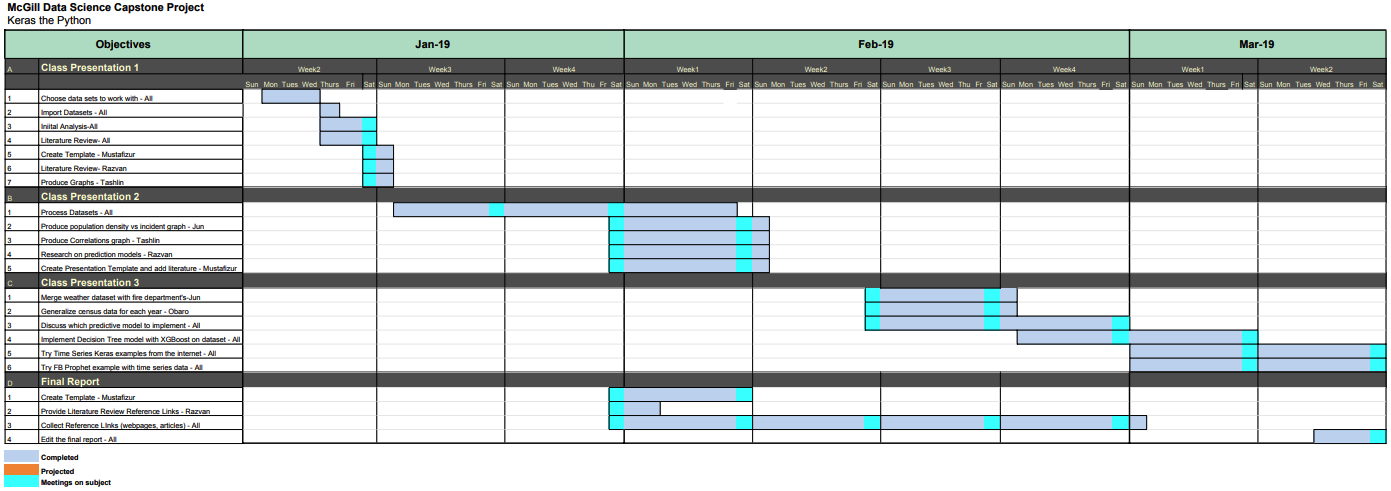 McGill Data Science Capstone Project
Keras the Python
Objectives Jan-19 Feb-19 Mar-19
A Class Presentation 1 Week2 Week3 Week4 Week1 Week2 Week3 Week4 Week1 Week2
Sun Mon Tues Wed Thurs Fri Sat Sun Mon Tues Wed Thurs Fri Sat Sun Mon Tues Wed Thu Fri Sat Sun Mon Tues Wed Thurs Fri Sat Sun Mon Tues Wed Thurs Fri Sat Sun Mon Tues Wed Thurs Fr Sat Sun Mon Tues Wed Thurs Fri Sat Sun Mon Tues Wed Thurs Fri Sat Sun Mon Tues Wed Thurs Fri Sat
1 Choose data sets to work with - All
2 Import Datasets - All
3 Iniital Analysis-All
4 Literature Review- All
5 Create Template - Mustafizur
6 Literature Review- Razvan
7 Produce Graphs - Tashlin
B Class Presentation 2
1 Process Datasets - All
2 Produce population density vs incident graph - Jun
3 Produce Correlations graph - Tashlin
4 Research on prediction models - Razvan
5 Create Presentation Template and add literature - Mustafizur
C Class Presentation 3
1 Merge weather dataset with fire department's-Jun
2 Generalize census data for each year - Obaro
3 Discuss which predictive model to implement - All
4 Implement Decision Tree model with XGBoost on dataset - All
5 Try Time Series Keras examples from the internet - All
6 Try FB Prophet example with time series data - All
D Final Report
1 Create Template - Mustafizur
2 Provide Literature Review Reference Links - Razvan
3 Collect Reference LInks (webpages, articles) - All
4 Edit the final report - All
Completed
Projected
Meetings on subject